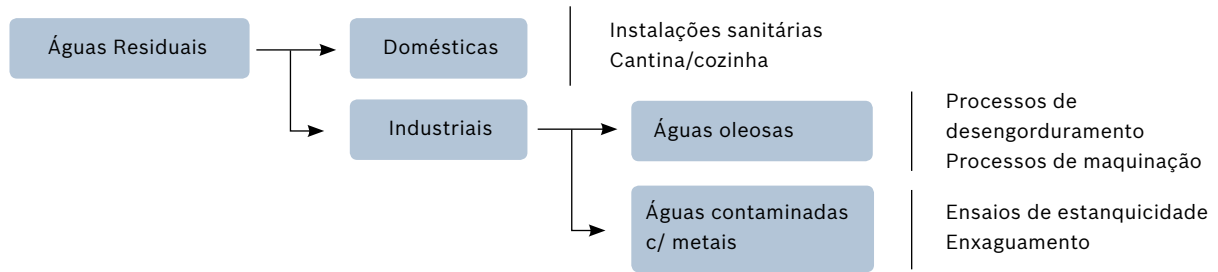 Águas Residuais
Domésticas
Instalações sanitárias
Cantina/cozinha
Industriais
Águas oleosas
Processos de
desengorduramento
Processos de maquinação
Águas contaminadas
c/ metais
Ensaios de estanquicidade
Enxaguamento